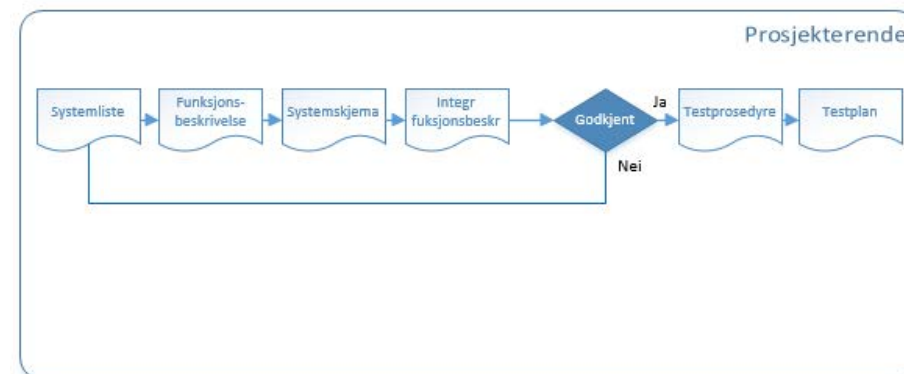 Prosjekterende
Systemliste
Funksjons-
beskrivelse
Systemskjema
Integr
fuksjonsbeskr
Godkjent
Ja
Nei
Testprosedyre
Testplan